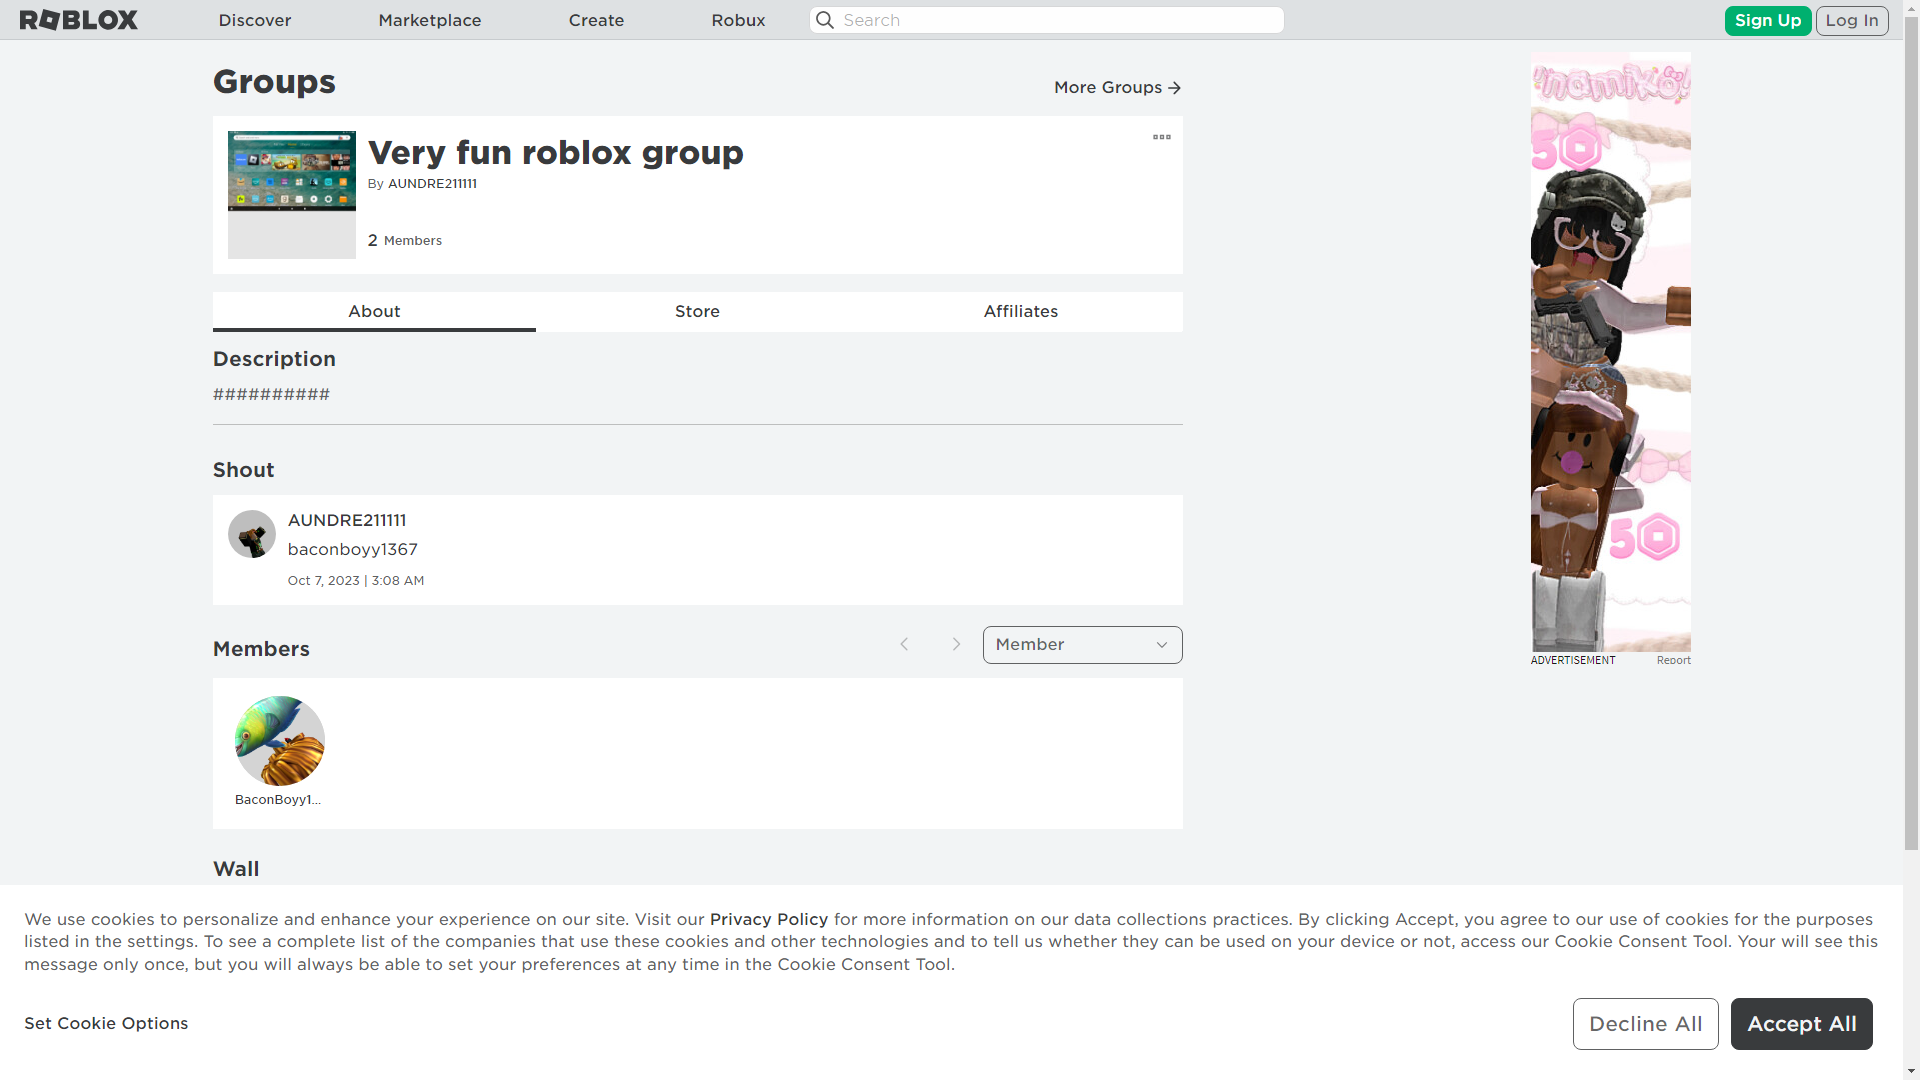 ROBLOX
Discover
Marketplace
Create
Robux
Search
Sign Up
Log In
Groups
More Groups
Very fun roblox group
By AUNDRE211111
2 Members
About
Store
Affiliates
Description
##########
Shout
AUNDRE211111
baconboyy1367
Oct 7, 2023 | 3:08 AM
Members
Member
BaconBoyy1...
Wall
"namiko!
50
50
ADVERTISEMENT
Report
We use cookies to personalize and enhance your experience on our site. Visit our Privacy Policy for more information on our data collections practices. By clicking Accept, you agree to our use of cookies for the purposes
listed in the settings. To see a complete list of the companies that use these cookies and other technologies and to tell us whether they can be used on your device or not, access our Cookie Consent Tool. Your will see this
message only once, but you will always be able to set your preferences at any time in the Cookie Consent Tool.
Set Cookie Options
Decline All
Accept All